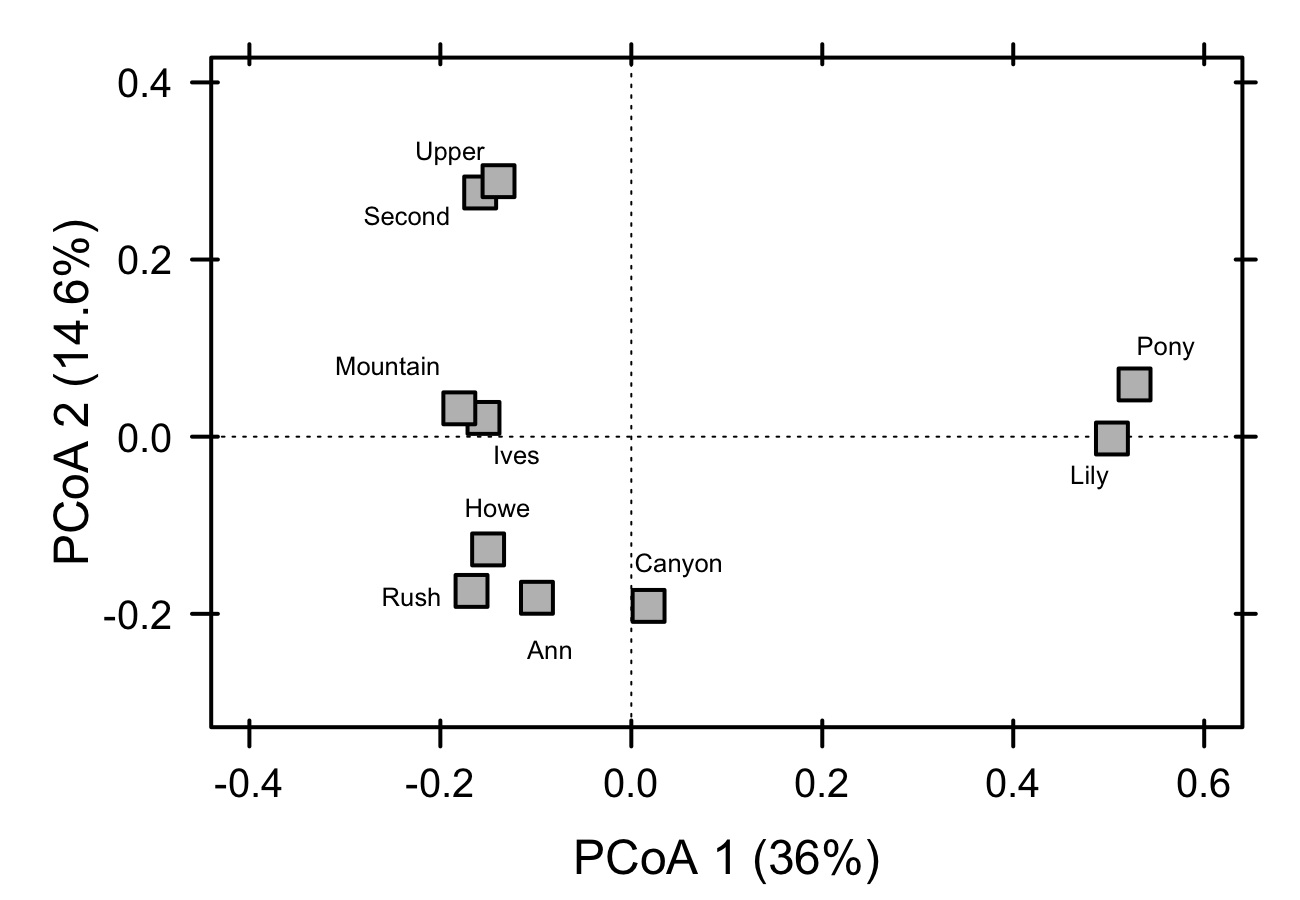 0.4
Upper
Second
0.2
PCoA 2 (14.6%)
Mountain
Pony
0.0
Ives
Lily
Howe
Canyon
Rush
-0.2
Ann
-0.4
-0.2
0.0
0.2
0.4
0.6
PCoA 1 (36%)